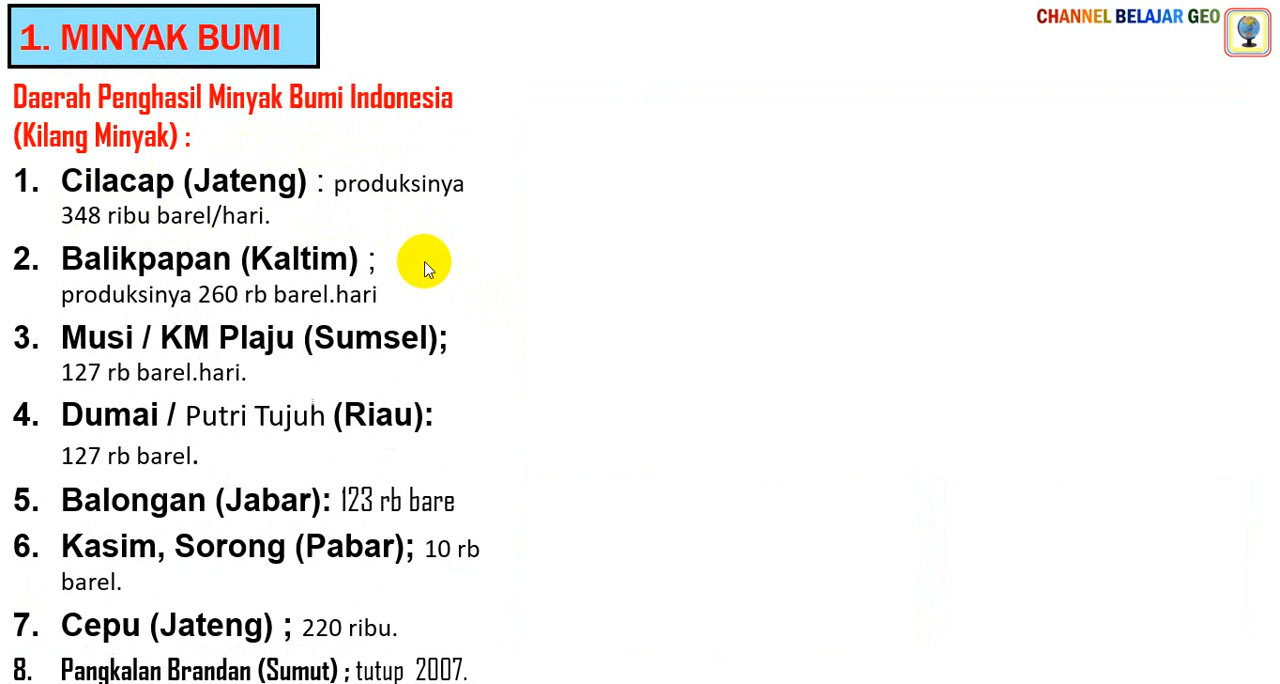 1. MINYAK BUMI
CHANNEL BELAJAR GEO
Daerah Penghasil Minyak Bumi Indonesia
(Kilang Minyak) :
1. Cilacap (Jateng) : produksinya
348 ribu barel/hari.
2. Balikpapan (Kaltim) ;
produksinya 260 rb barel.hari
3. Musi / KM Plaju (Sumsel);
127 rb barel.hari.
4. Dumai / Putri Tujuh (Riau):
127 rb barel.
5. Balongan (Jabar): 123 rb bare
6. Kasim, Sorong (Pabar); 10 rb
barel.
7. Cepu (Jateng) ; 220 ribu.
8. Pangkalan Brandan (Sumut) ; tutup 2007.